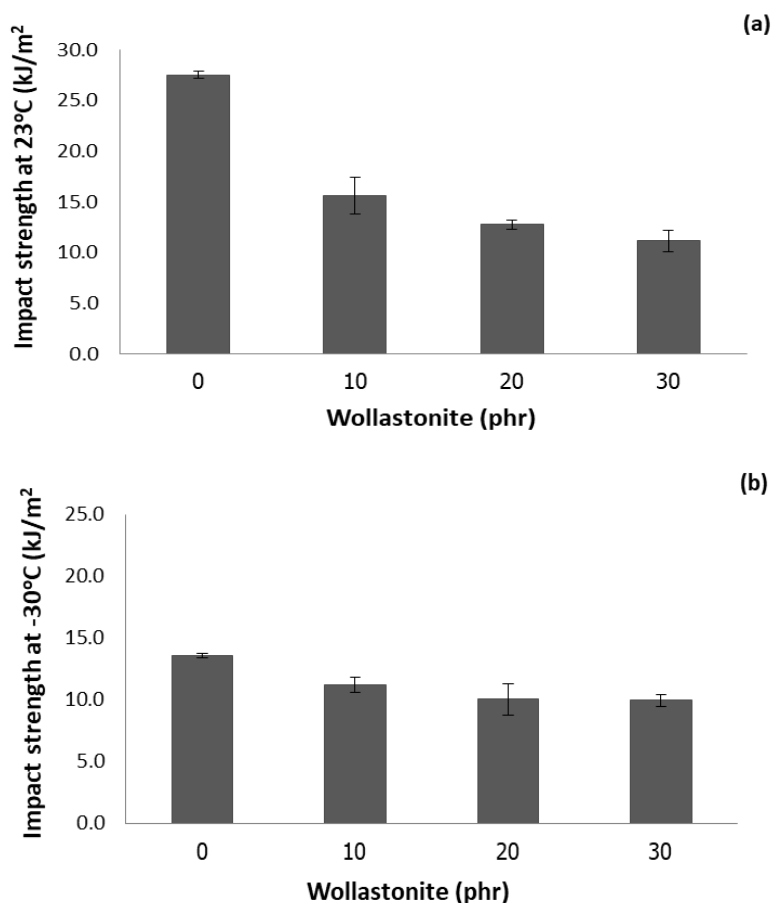 (a)
Impact strength at 23°C (kJ/m²
30.0
25.0
20.0
15.0
10.0
5.0
0.0
0 10 20 30
Wollastonite (phr)
(b)
Impact strength at -30°C (kJ/m²
25.0
20.0
15.0
10.0
5.0
0.0
0 10 20 30
Wollastonite (phr)